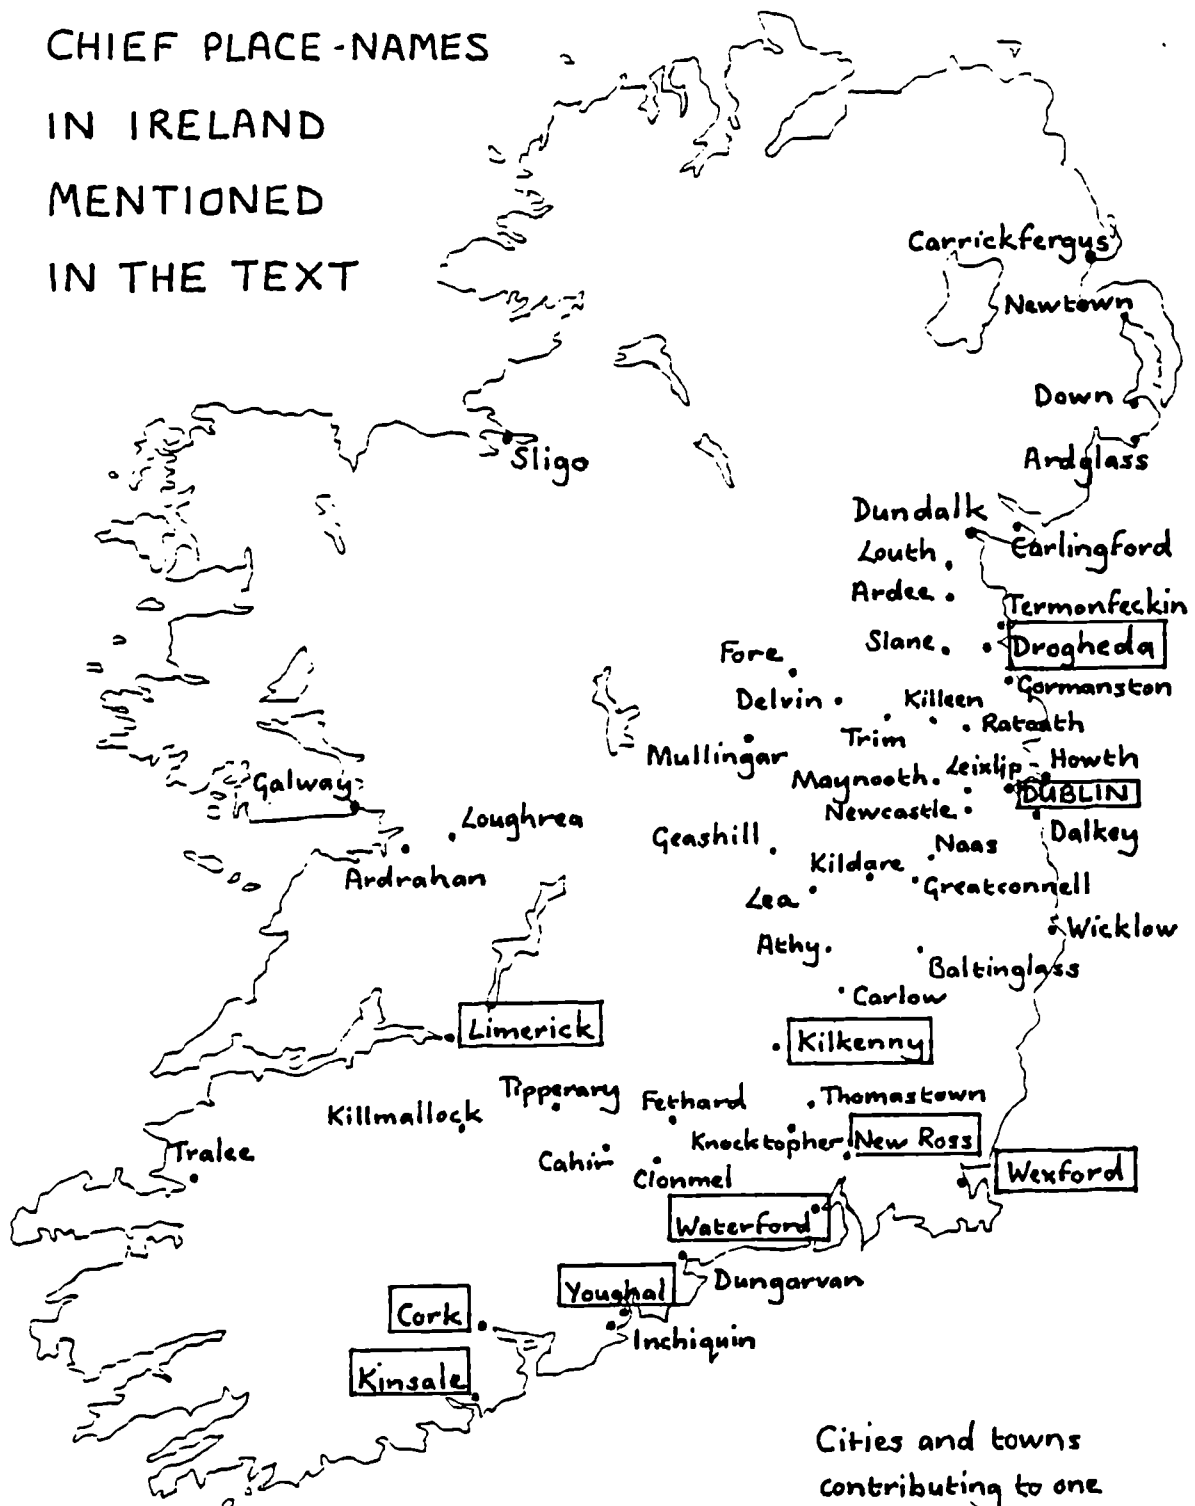 CHIEF PLACE-NAMES
IN IRELAND
MENTIONED
IN THE TEXT
Carrickfergus
Newtown
Down
Ardglass
Sligo
Dundalk
Carlingford
Louth
Ardee
Termonfeckin
Slane
Drogheda
Fore
Gormanston
Delvin
Killeen
Ratoath
Trim
Mullingar
Leixlip
Howth
Maynooth
DUBLIN
Galway
Newcastle
Loughrea
Dalkey
Geashill
Naas
Kildare
Ardrahan
Greatconnell
Lea
Wicklow
Athy
Baltinglass
Carlow
Limerick
Kilkenny
Tipperary
Fethard
Thomastown
Killmallock
Knocktopher
New Ross
Tralee
Cahir
Clonmel
Wexford
Waterford
Dungarvan
Youghal
Cork
Inchiquin
Kinsale
Cities and towns
contributing to one